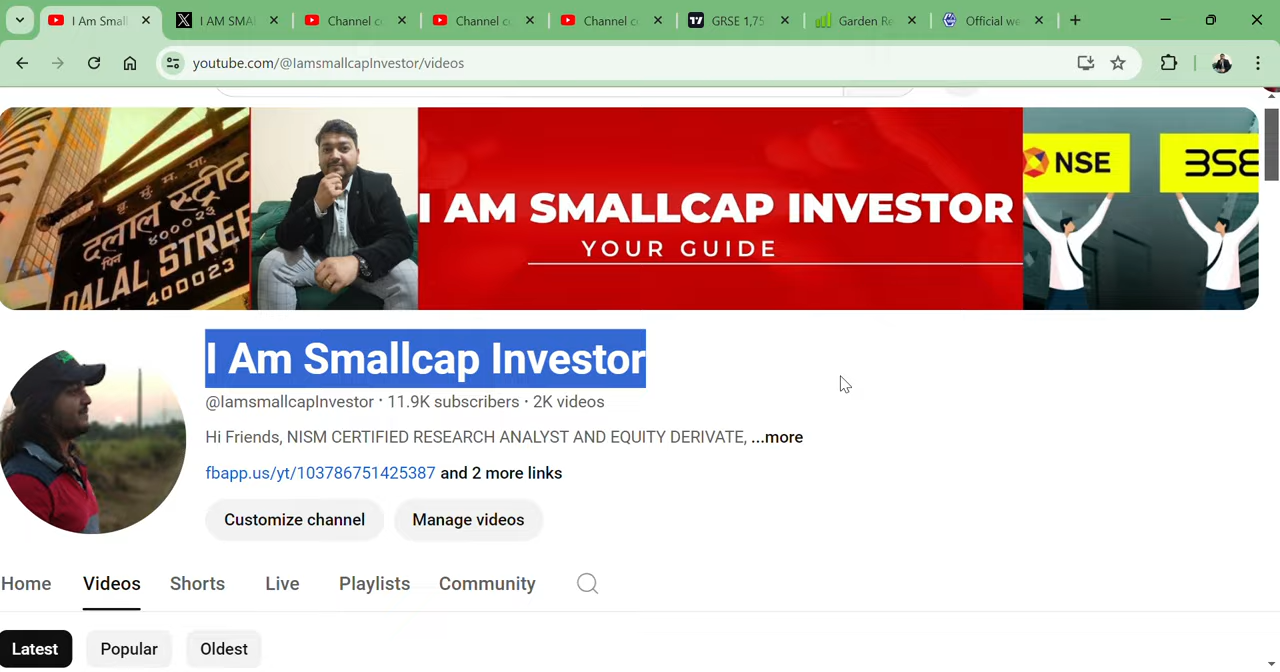 I Am Small
I AM SMA
Channel c
Channel c
Channel c
GRSE 1,75
Garden Re
Official we
youtube.com/@IamsmallcapInvestor/videos
मुं. म. पा.
दलाल स्ट्रीट
४०००२३
पिन
DALAL STREE
400023
I AM SMALLCAP INVESTOR
YOUR GUIDE
NSE
BSE
I Am Smallcap Investor
@IamsmallcapInvestor · 11.9K subscribers · 2K videos
Hi Friends, NISM CERTIFIED RESEARCH ANALYST AND EQUITY DERIVATE, ...more
fbapp.us/yt/103786751425387 and 2 more links
Customize channel
Manage videos
Home
Videos
Shorts
Live
Playlists
Community
Latest
Popular
Oldest